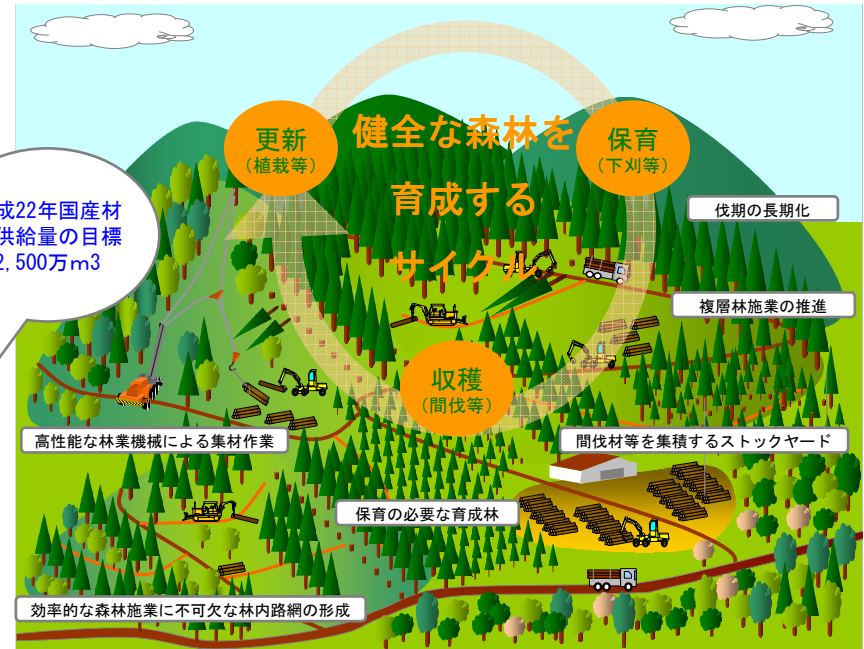 健全な森林を
育成する
サイクル
更新
（植栽等）
保育
（下刈等）
収穫
（間伐等）
成22年国産材
供給量の目標
2,500万m3
伐期の長期化
複層林施業の推進
高性能な林業機械による集材作業
間伐材等を集積するストックヤード
保育の必要な育成林
効率的な森林施業に不可欠な林内路網の形成